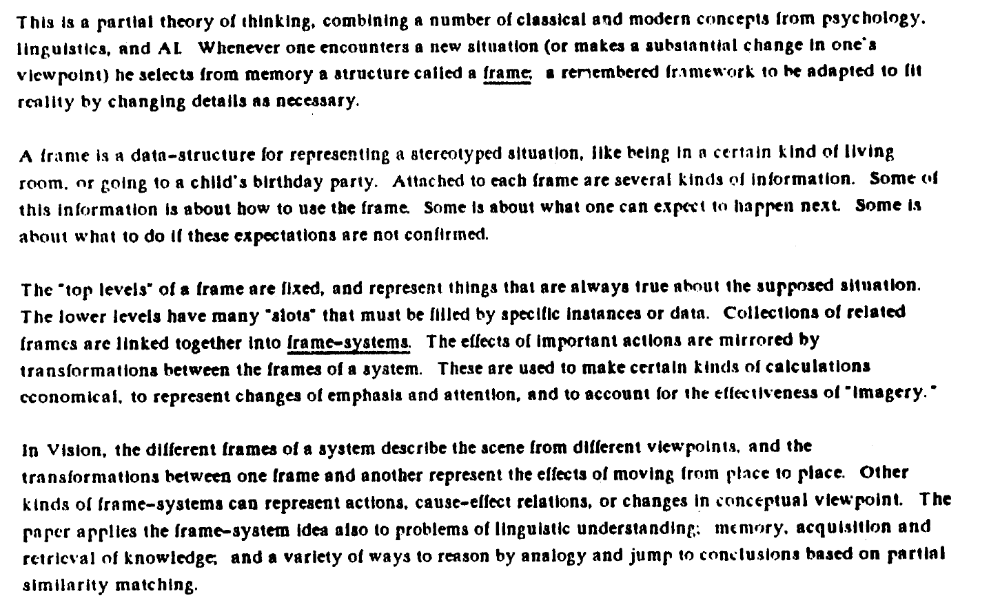 This is a partial theory of thinking, combining a number of classical and modern concepts from psychology,
linguistics, and AI. Whenever one encounters a new situation (or makes a substantial change in one's
viewpoint) he selects from memory a structure called a frame; a remembered framework to be adapted to fit
reality by changing details as necessary.

A frame is a data-structure for representing a stereotyped situation, like being in a certain kind of living
room, or going to a child's birthday party. Attached to each frame are several kinds of information. Some of
this information is about how to use the frame. Some is about what one can expect to happen next. Some is
about what to do if these expectations are not confirmed.

The "top levels" of a frame are fixed, and represent things that are always true about the supposed situation.
The lower levels have many "slots" that must be filled by specific instances or data. Collections of related
frames are linked together into frame-systems. The effects of important actions are mirrored by
transformations between the frames of a system. These are used to make certain kinds of calculations
economical, to represent changes of emphasis and attention, and to account for the effectiveness of "imagery."

In Vision, the different frames of a system describe the scene from different viewpoints, and the
transformations between one frame and another represent the effects of moving from place to place. Other
kinds of frame-systems can represent actions, cause-effect relations, or changes in conceptual viewpoint. The
paper applies the frame-system idea also to problems of linguistic understanding; memory, acquisition and
retrieval of knowledge; and a variety of ways to reason by analogy and jump to conclusions based on partial
similarity matching.